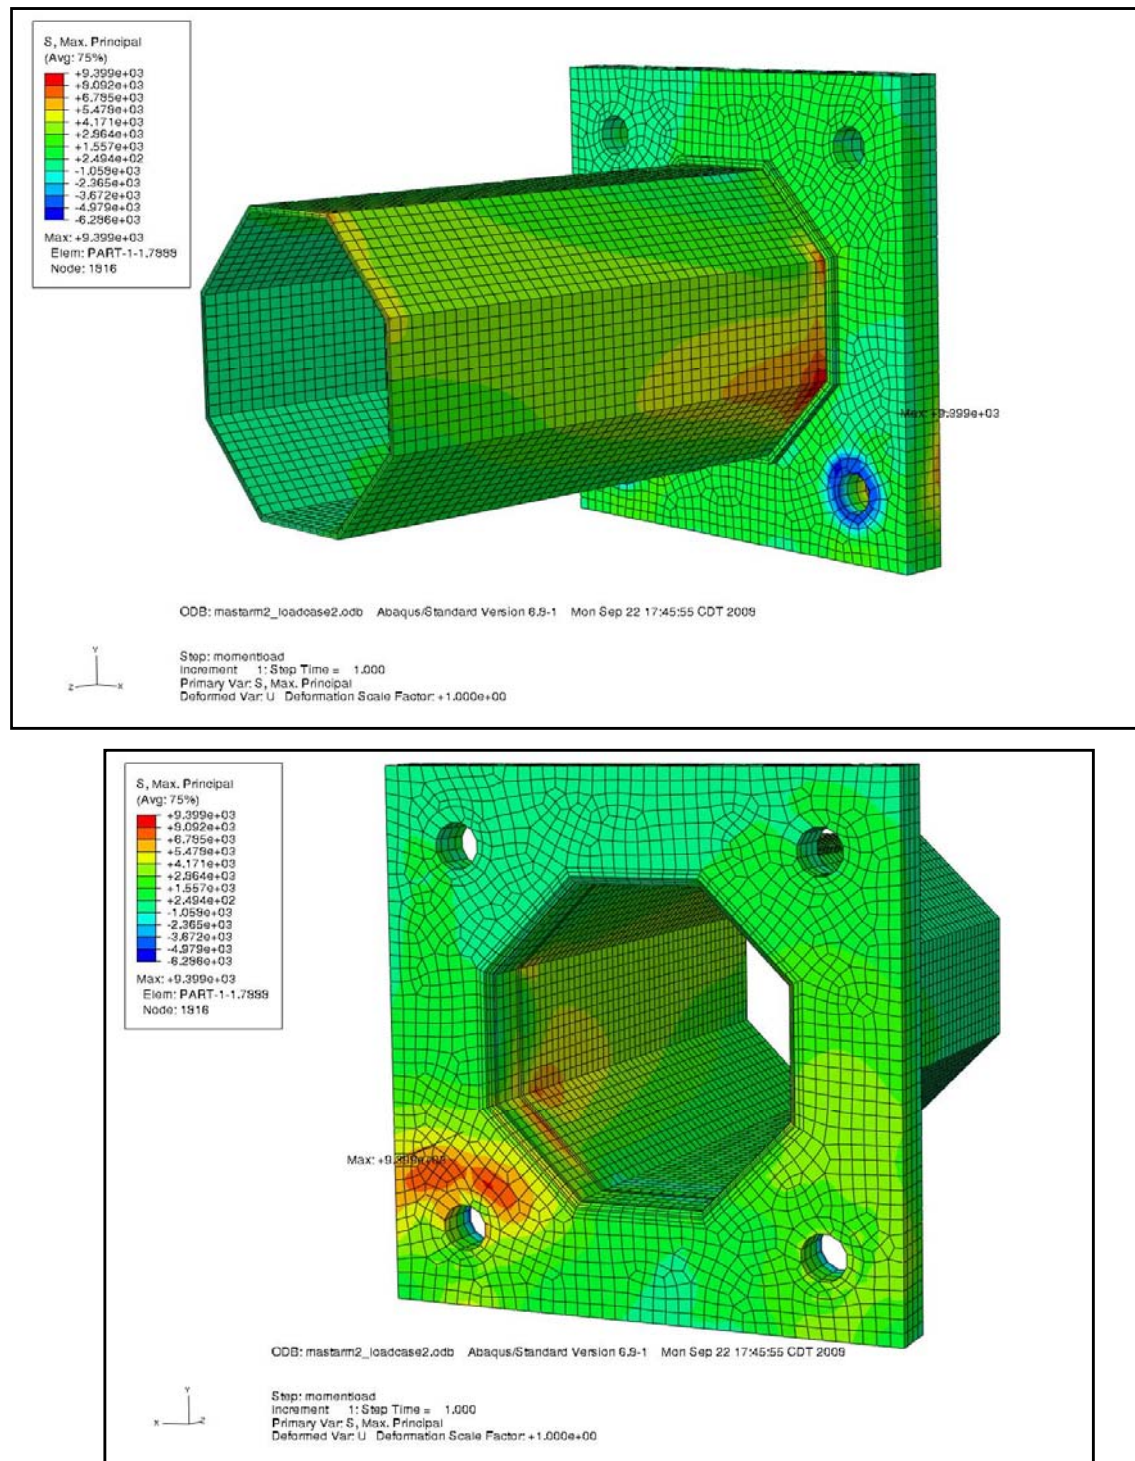 S, Max. Principal
(Avg: 75%)
+9.399e+03
+8.092e+03
+6.785e+03
+5.478e+03
+4.171e+03
+2.864e+03
+1.557e+03
+2.494e+02
-1.058e+03
-2.365e+03
-3.672e+03
-4.979e+03
-6.286e+03
Max: +9.399e+03
Elem: PART-1-1.7888
Node: 1816
Max: +9.399e+03
ODB: mastarm2_loadcase2.odb Abaqus/Standard Version 6.8-1 Mon Sep 22 17:45:55 CDT 2008
Y
Z X
Step: momentload
Increment 1: Step Time = 1.000
Primary Var: S, Max. Principal
Deformed Var: U Deformation Scale Factor: +1.000e+00
S, Max. Principal
(Avg: 75%)
+9.399e+03
+8.092e+03
+6.785e+03
+5.478e+03
+4.171e+03
+2.864e+03
+1.557e+03
+2.494e+02
-1.058e+03
-2.365e+03
-3.672e+03
-4.979e+03
-6.286e+03
Max: +9.399e+03
Elem: PART-1-1.7888
Node: 1816
Max: +9.399e+03
ODB: mastarm2_loadcase2.odb Abaqus/Standard Version 6.8-1 Mon Sep 22 17:45:55 CDT 2008
Y
X Z
Step: momentload
Increment 1: Step Time = 1.000
Primary Var: S, Max. Principal
Deformed Var: U Deformation Scale Factor: +1.000e+00